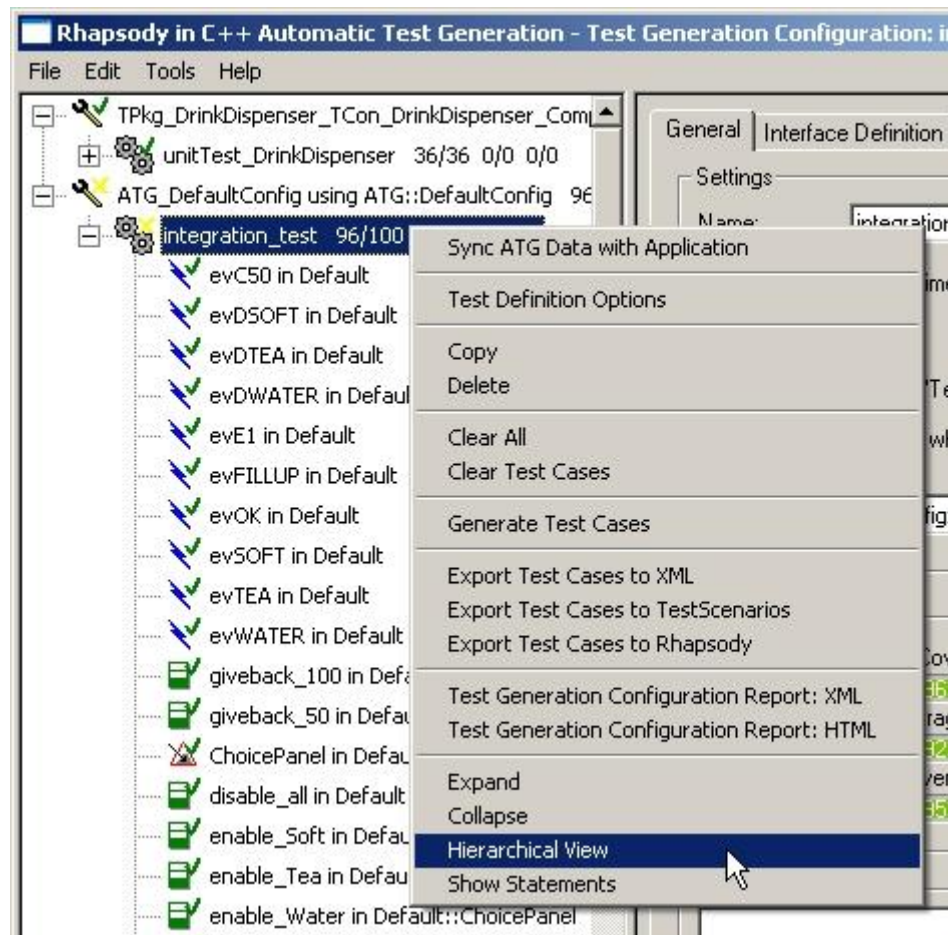 Rhapsody in C++ Automatic Test Generation - Test Generation Configuration: i
File Edit Tools Help
TPkg_DrinkDispenser_TCon_DrinkDispenser_Com
unitTest_DrinkDispenser 36/36 0/0 0/0
ATG_DefaultConfig using ATG::DefaultConfig 96
integration_test 96/100
evC50 in Default
evDSOFT in Default
evDTEA in Default
evDWATER in Defaul
evE1 in Default
evFILLUP in Default
evOK in Default
evSOFT in Default
evTEA in Default
evWATER in Default
giveback_100 in Defa
giveback_50 in Defau
ChoicePanel in Defau
disable_all in Default
enable_Soft in Defau
enable_Tea in Defau
enable_Water in Default::ChoicePanel
General Interface Definition
Settings
Name: integration
Sync ATG Data with Application
Test Definition Options
Copy
Delete
Clear All
Clear Test Cases
Generate Test Cases
Export Test Cases to XML
Export Test Cases to TestScenarios
Export Test Cases to Rhapsody
Test Generation Configuration Report: XML
Test Generation Configuration Report: HTML
Expand
Collapse
Hierarchical View
Show Statements